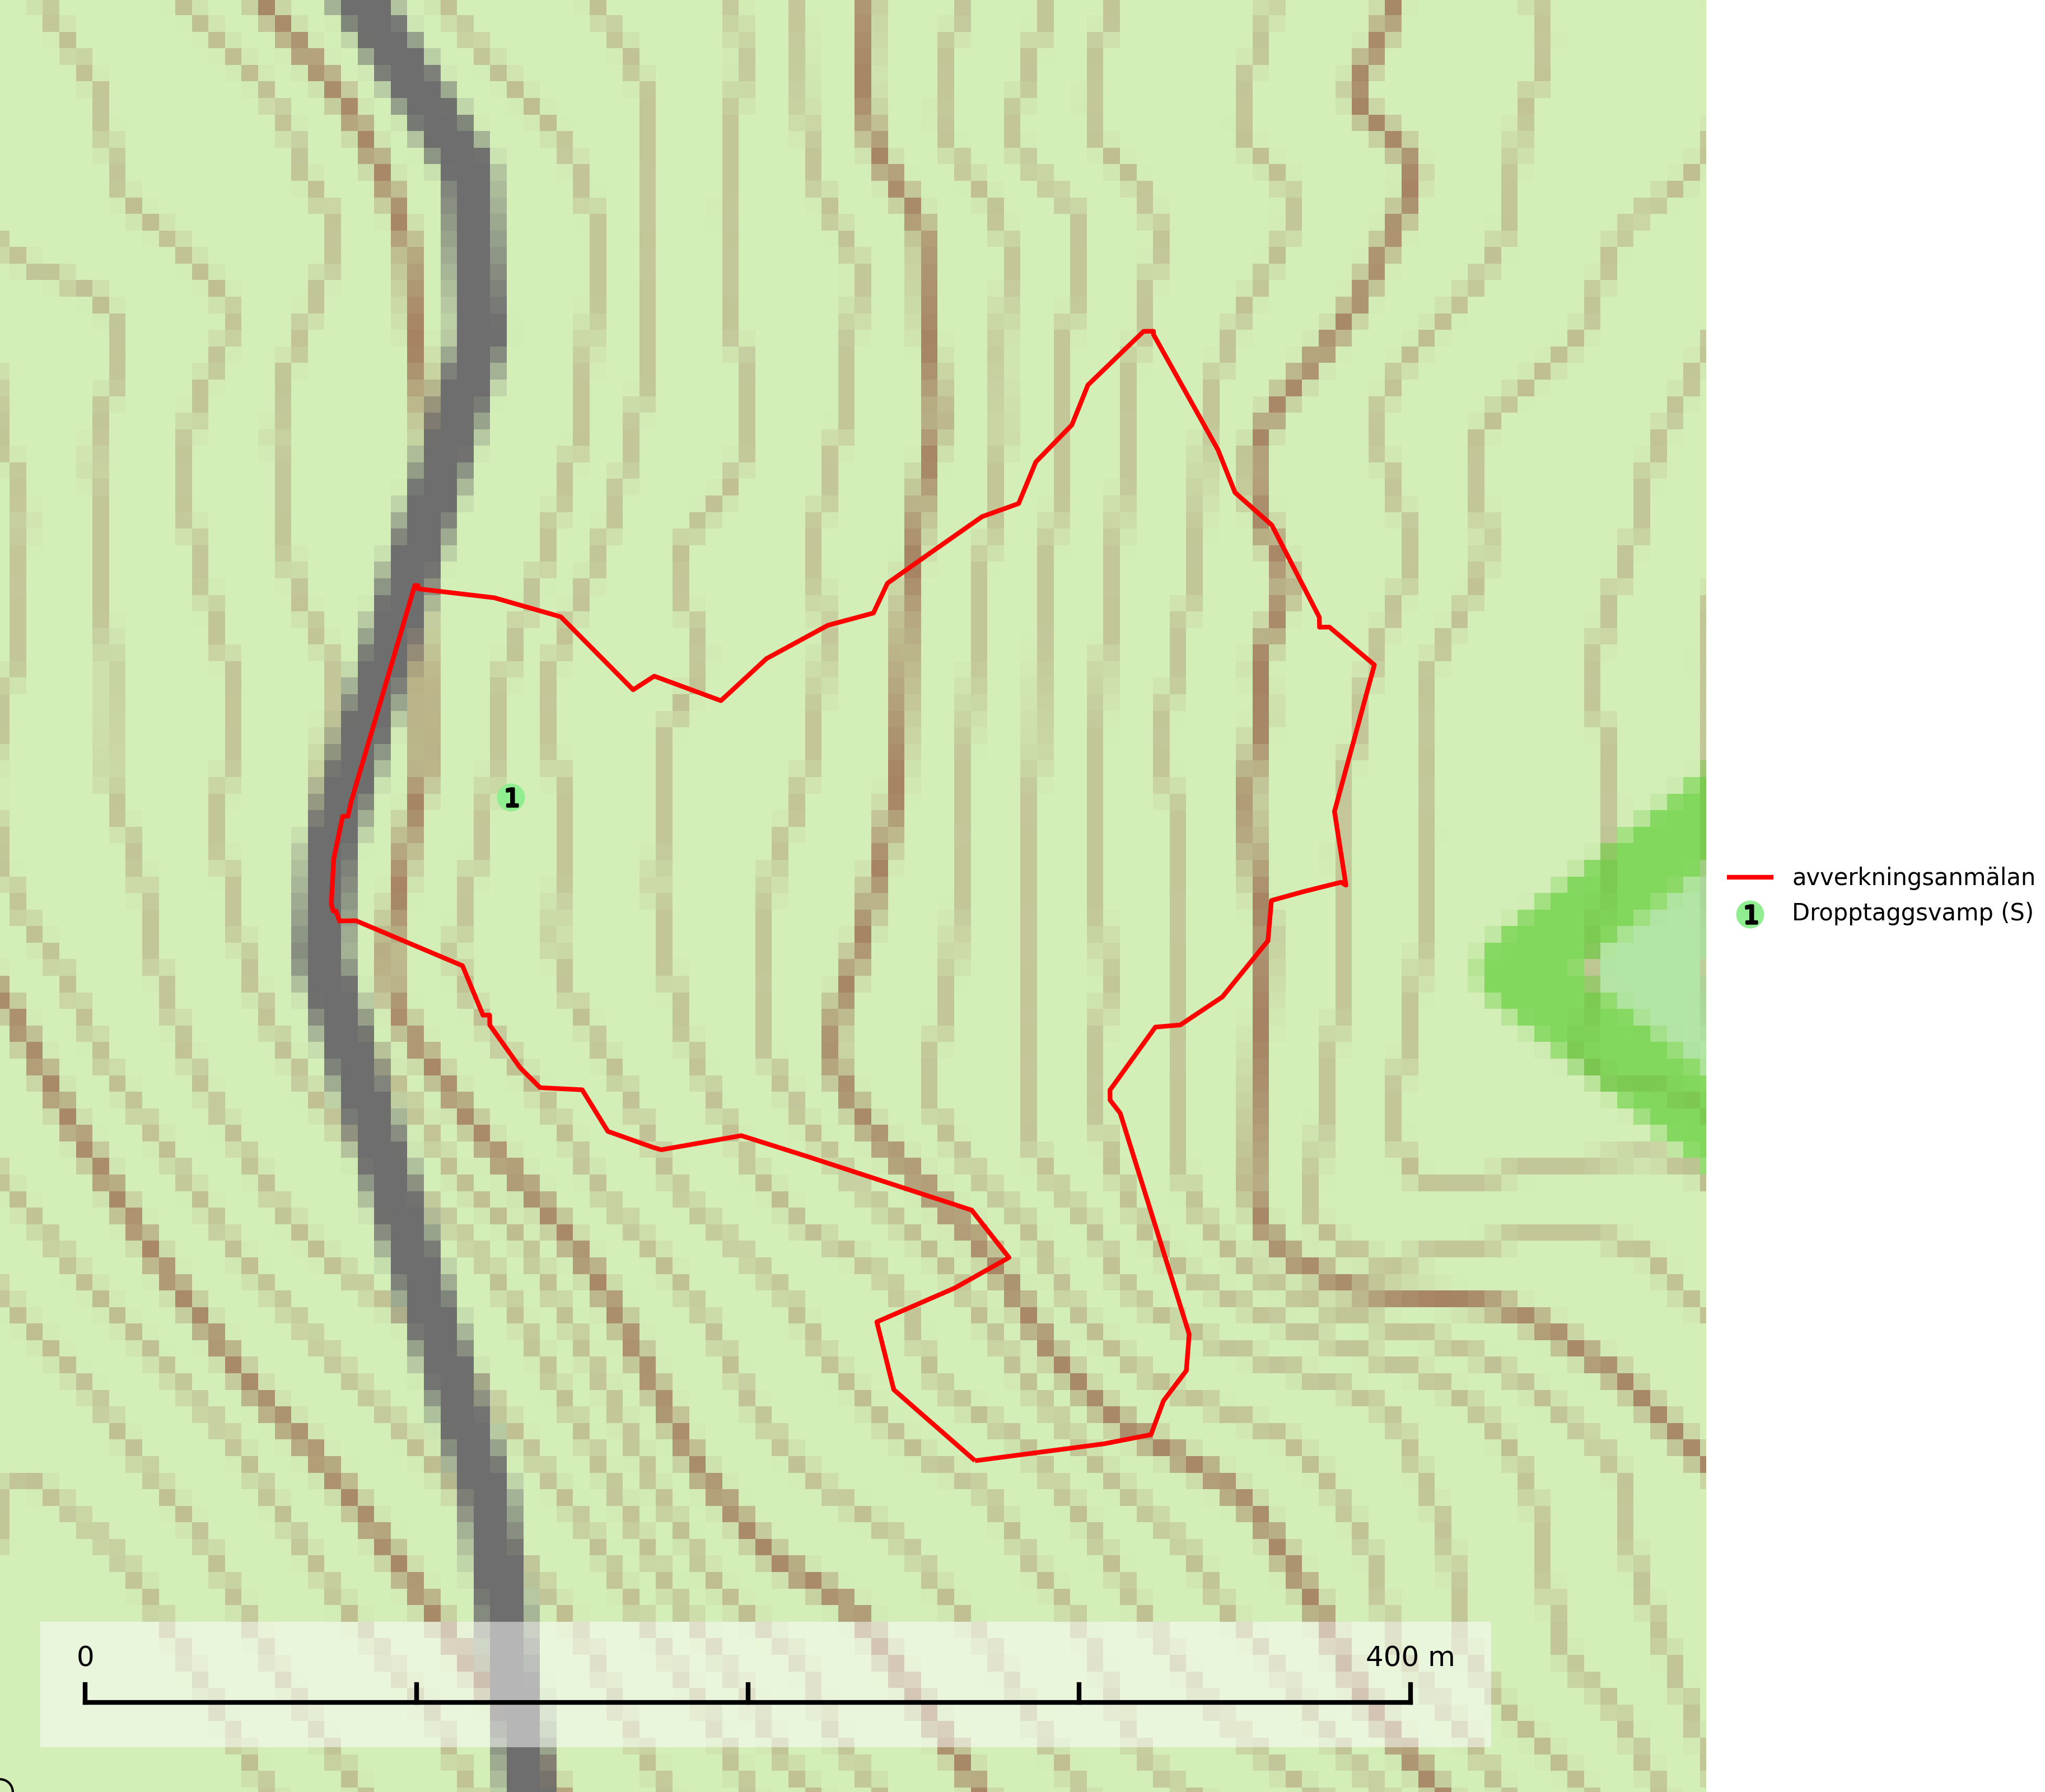 1
avverkningsanmälan
1 Dropptaggsvamp (S)
0 400 m